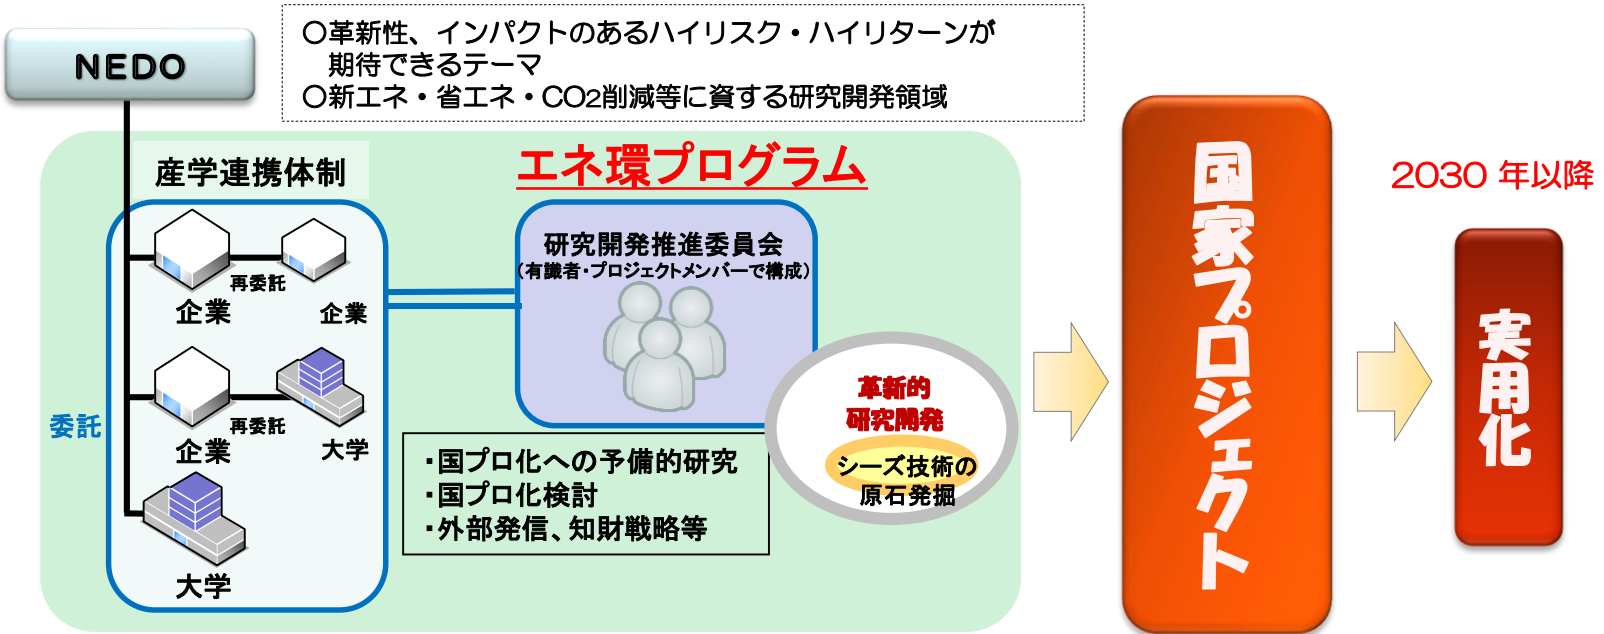 NEDO
○革新性、インパクトのあるハイリスク・ハイリターンが
期待できるテーマ
○新エネ・省エネ・CO2削減等に資する研究開発領域
産学連携体制
エネ環プログラム
委託
再委託
企業
企業
再委託
企業
大学
大学
研究開発推進委員会
(有識者・プロジェクトメンバーで構成)
・国プロ化への予備的研究
・国プロ化検討
・外部発信、知財戦略等
革新的
研究開発
シーズ技術の
原石発掘
国家プロジェクト
2030 年以降
実用化